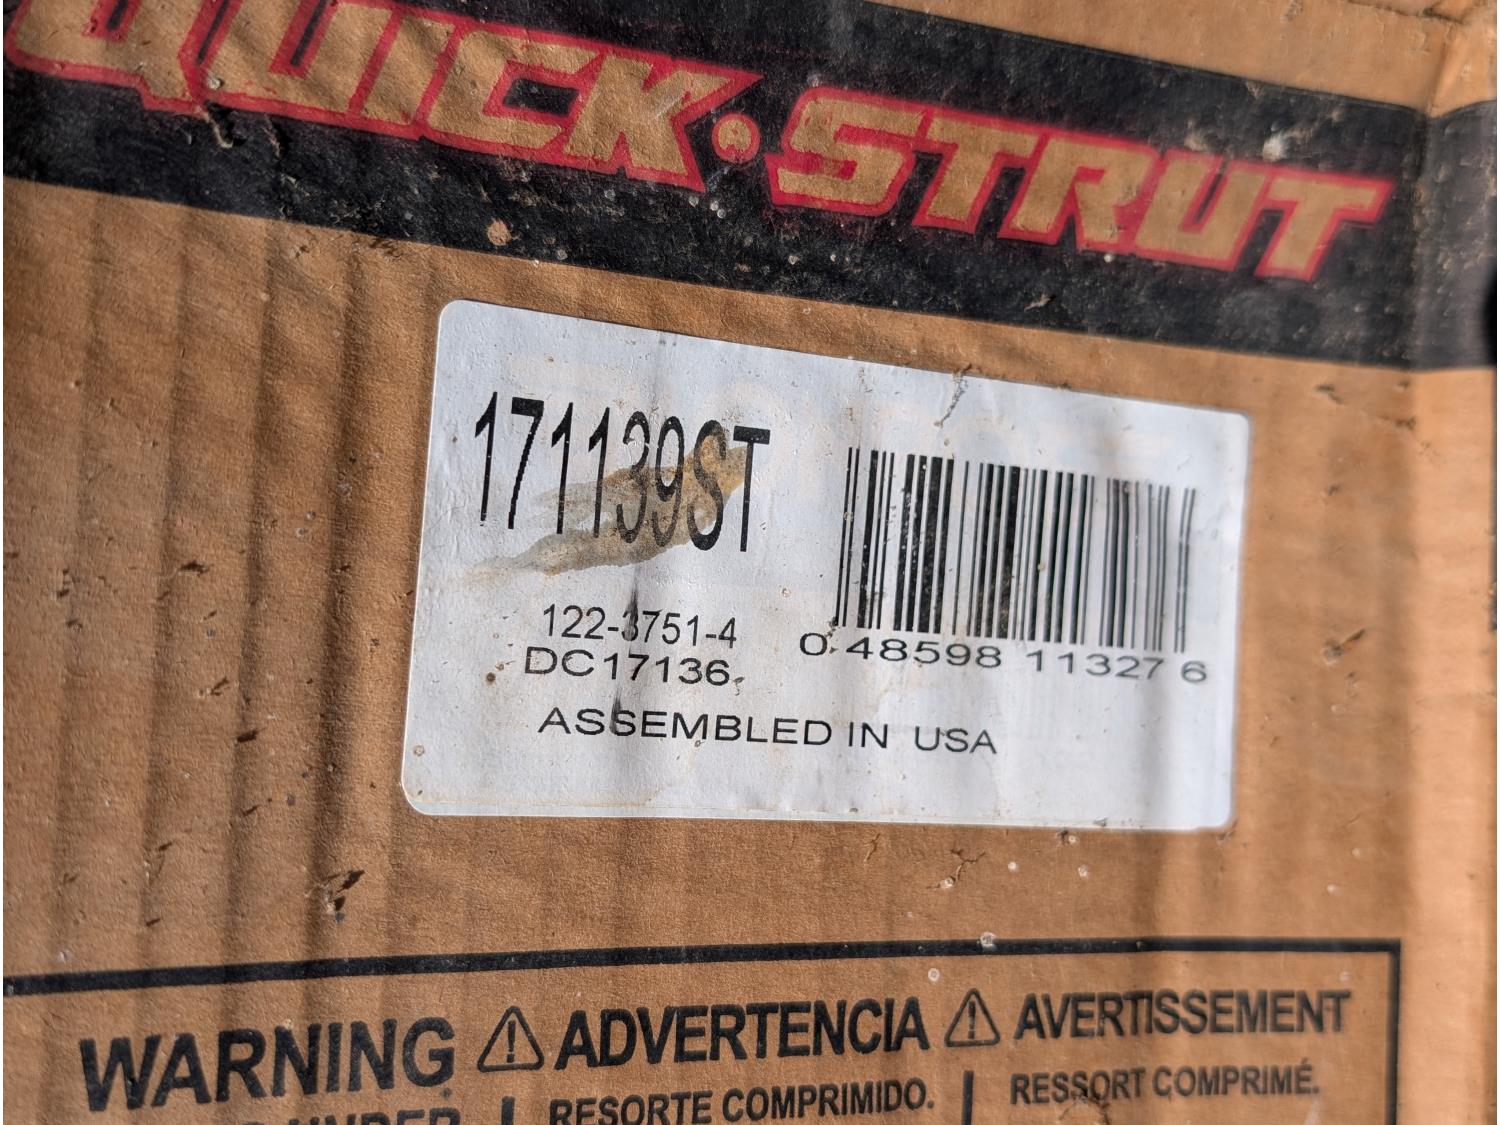 QUICK-STRUT
171139ST
122-3751-4
DC17136
0 48598 11327 6
ASSEMBLED IN USA
WARNING ⚠ ADVERTENCIA ⚠ AVERTISSEMENT
UNDER
RESORTE COMPRIMIDO.
RESSORT COMPRIMÉ.